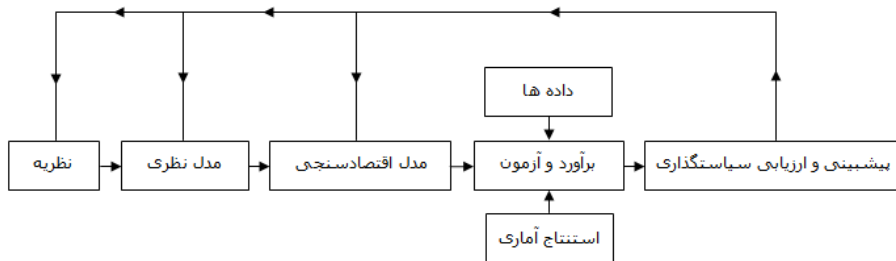 داده ها
نظریه
مدل نظری
مدل اقتصادسنجی
برآورد و آزمون
پیشبینی و ارزیابی سیاستگذاری
استنتاج آماری